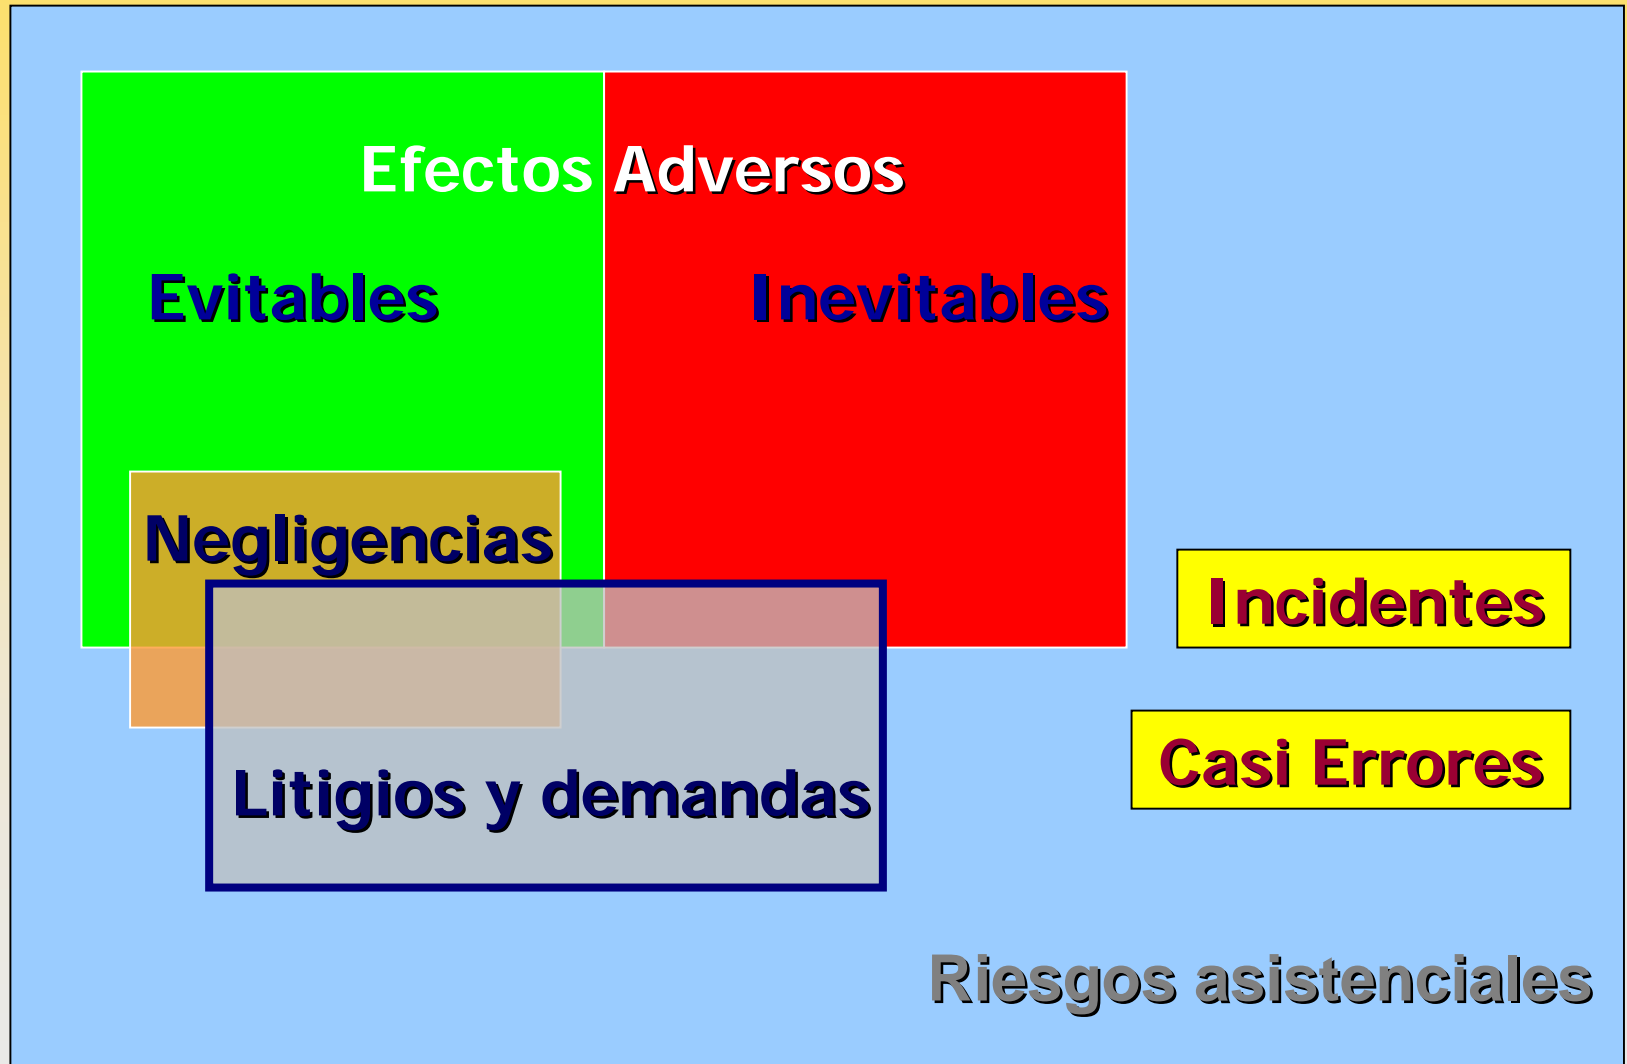 Efectos Adversos
Evitables
Inevitables
Negligencias
Incidentes
Casi Errores
Litigios y demandas
Riesgos asistenciales